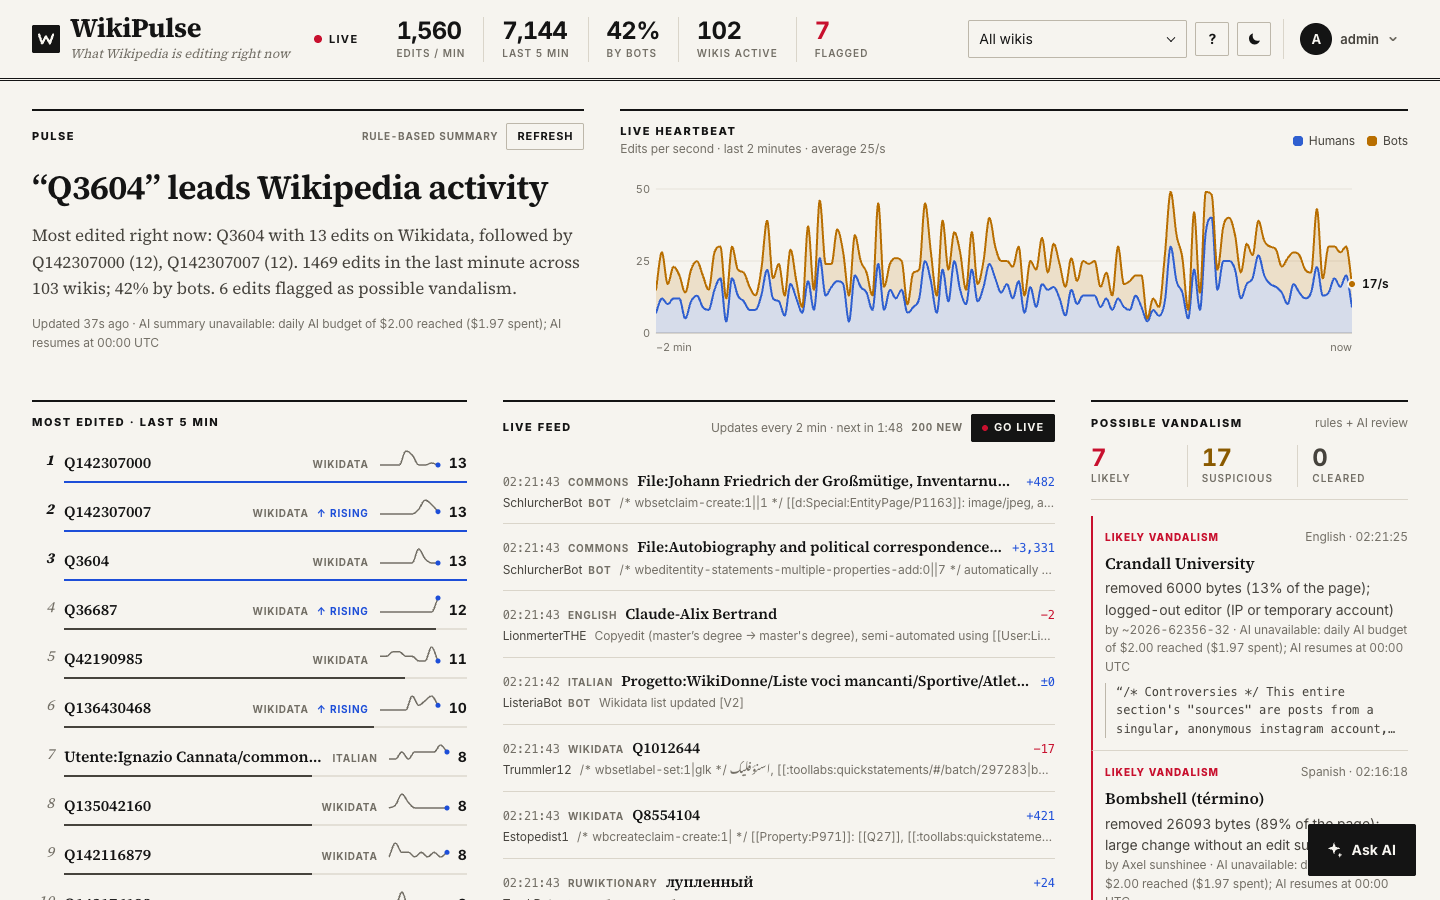 WikiPulse
What Wikipedia is editing right now
LIVE
1,560
EDITS / MIN
7,144
LAST 5 MIN
42%
BY BOTS
102
WIKIS ACTIVE
7
FLAGGED
All wikis
?
A
admin
PULSE
RULE-BASED SUMMARY
REFRESH
“Q3604” leads Wikipedia activity
Most edited right now: Q3604 with 13 edits on Wikidata, followed by
Q142307000 (12), Q142307007 (12). 1469 edits in the last minute across
103 wikis; 42% by bots. 6 edits flagged as possible vandalism.
Updated 37s ago · AI summary unavailable: daily AI budget of $2.00 reached ($1.97 spent); AI
resumes at 00:00 UTC
LIVE HEARTBEAT
Edits per second · last 2 minutes · average 25/s
Humans
Bots
50
25
0
17/s
−2 min
now
MOST EDITED · LAST 5 MIN
1 Q142307000 WIKIDATA 13
2 Q142307007 WIKIDATA ↑ RISING 13
3 Q3604 WIKIDATA 13
4 Q36687 WIKIDATA ↑ RISING 12
5 Q42190985 WIKIDATA 11
6 Q136430468 WIKIDATA ↑ RISING 10
7 Utente:Ignazio Cannata/common… ITALIAN 8
8 Q135042160 WIKIDATA 8
9 Q142116879 WIKIDATA 8
LIVE FEED
Updates every 2 min · next in 1:48
200 NEW
GO LIVE
02:21:43 COMMONS File:Johann Friedrich der Großmütige, Inventarnu… +482
SchlurcherBot BOT /* wbsetclaim-create:1||1 */ [[d:Special:EntityPage/P1163]]: image/jpeg, a…
02:21:43 COMMONS File:Autobiography and political correspondence… +3,331
SchlurcherBot BOT /* wbeditentity-statements-multiple-properties-add:0||7 */ automatically …
02:21:43 ENGLISH Claude-Alix Bertrand −2
LionmerterTHE Copyedit (master’s degree → master's degree), semi-automated using [[User:Li…
02:21:42 ITALIAN Progetto:WikiDonne/Liste voci mancanti/Sportive/Atlet… ±0
ListeriaBot BOT Wikidata list updated [V2]
02:21:43 WIKIDATA Q1012644 −17
Trummler12 /* wbsetlabel-set:1|glk */ , [[:toollabs:quickstatements/#/batch/297283|b…
02:21:43 WIKIDATA Q8554104 +421
Estopedist1 /* wbcreateclaim-create:1| */ [[Property:P971]]: [[Q27]], [[:toollabs:quickstateme…
02:21:43 RUWIKTIONARY лупленный +24
POSSIBLE VANDALISM
rules + AI review
7
LIKELY
17
SUSPICIOUS
0
CLEARED
LIKELY VANDALISM English · 02:21:25
Crandall University
removed 6000 bytes (13% of the page);
logged-out editor (IP or temporary account)
by ~2026-62356-32 · AI unavailable: daily AI budget
of $2.00 reached ($1.97 spent); AI resumes at 00:00
UTC
“/* Controversies */ This entire
section's "sources" are posts from a
singular, anonymous instagram account,…
LIKELY VANDALISM Spanish · 02:16:18
Bombshell (término)
removed 26093 bytes (89% of the page);
large change without an edit su
by Axel sunshinee · AI unavailable: d
$2.00 reached ($1.97 spent); AI resumes at 00:00
Ask AI